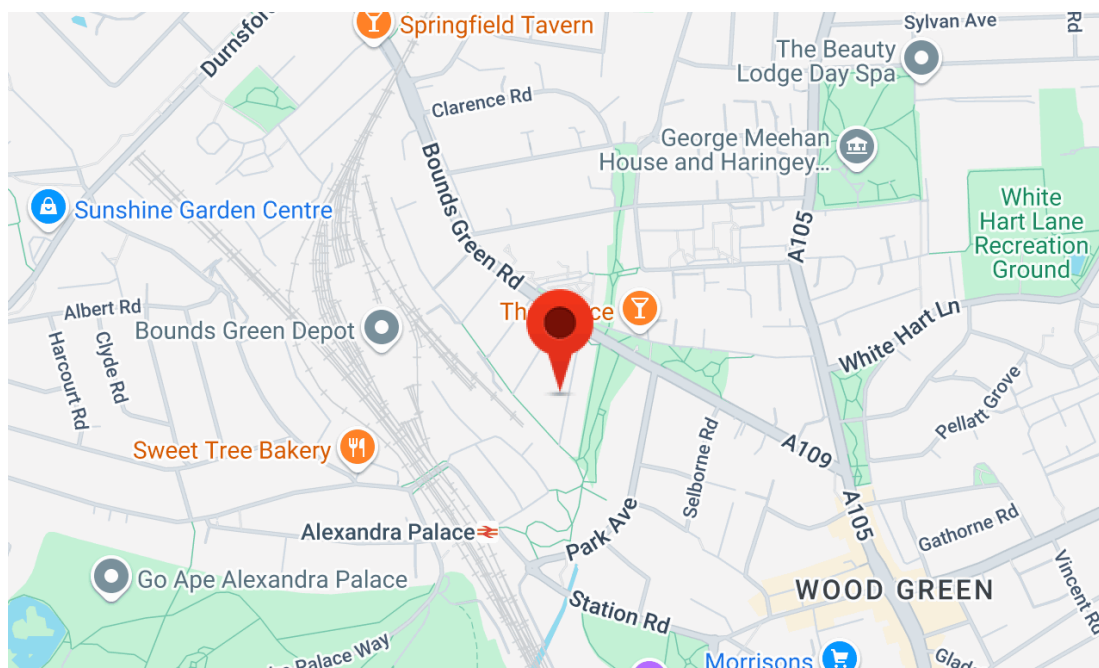 Springfield Tavern
Sylvan Ave
Rd
Durnsford
The Beauty
Lodge Day Spa
Clarence Rd
George Meehan
House and Haringey...
Bounds Green Rd
Sunshine Garden Centre
A105
White
Hart Lane
Recreation
Ground
Albert Rd
Bounds Green Depot
White Hart Ln
Harcourt Rd
Clyde Rd
Pellatt Grove
Sweet Tree Bakery
Selborne Rd
A109
A105
Alexandra Palace
Park Ave
Gathorne Rd
Go Ape Alexandra Palace
WOOD GREEN
Vincent Rd
Station Rd
Palace Way
Morrisons